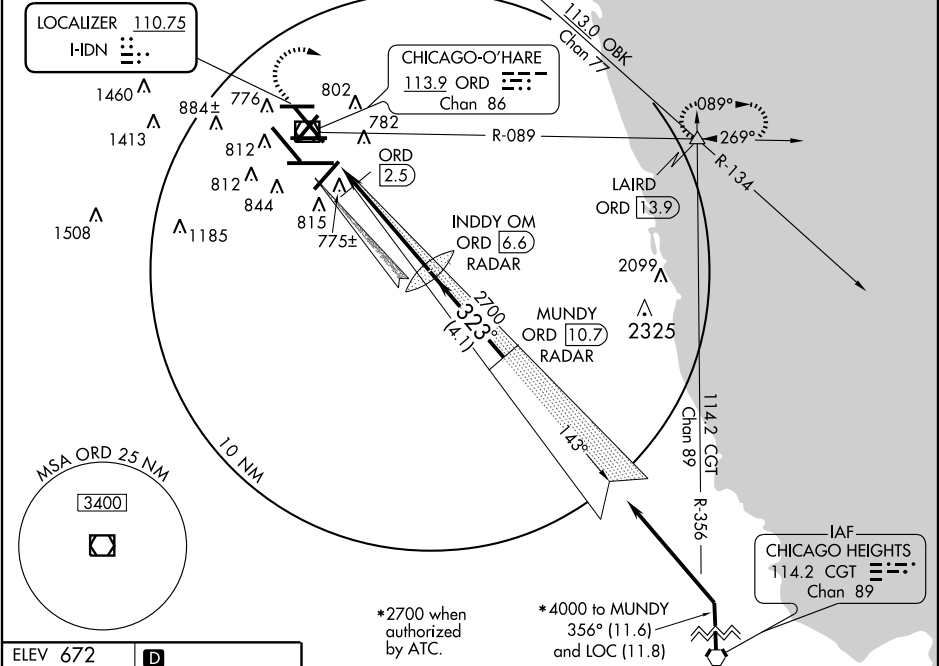 LOCALIZER 110.75
I-IDN
113.0 OBK
Chan 77
CHICAGO-O'HARE
113.9 ORD
Chan 86
1460
884±
776
802
1413
782
812
R-089
089°
269°
R-134
ORD
2.5
812
844
815
775±
LAIRD
ORD 13.9
1508
1185
INDDY OM
ORD 6.6
RADAR
2099
2325
2700
323°
(4.1)
MUNDY
ORD 10.7
RADAR
114.2 CGT
Chan 89
R-356
143°
10 NM
MSA ORD 25 NM
3400
IAF
CHICAGO HEIGHTS
114.2 CGT
Chan 89
*2700 when
authorized
by ATC.
*4000 to MUNDY
356° (11.6)
and LOC (11.8)
ELEV 672
D